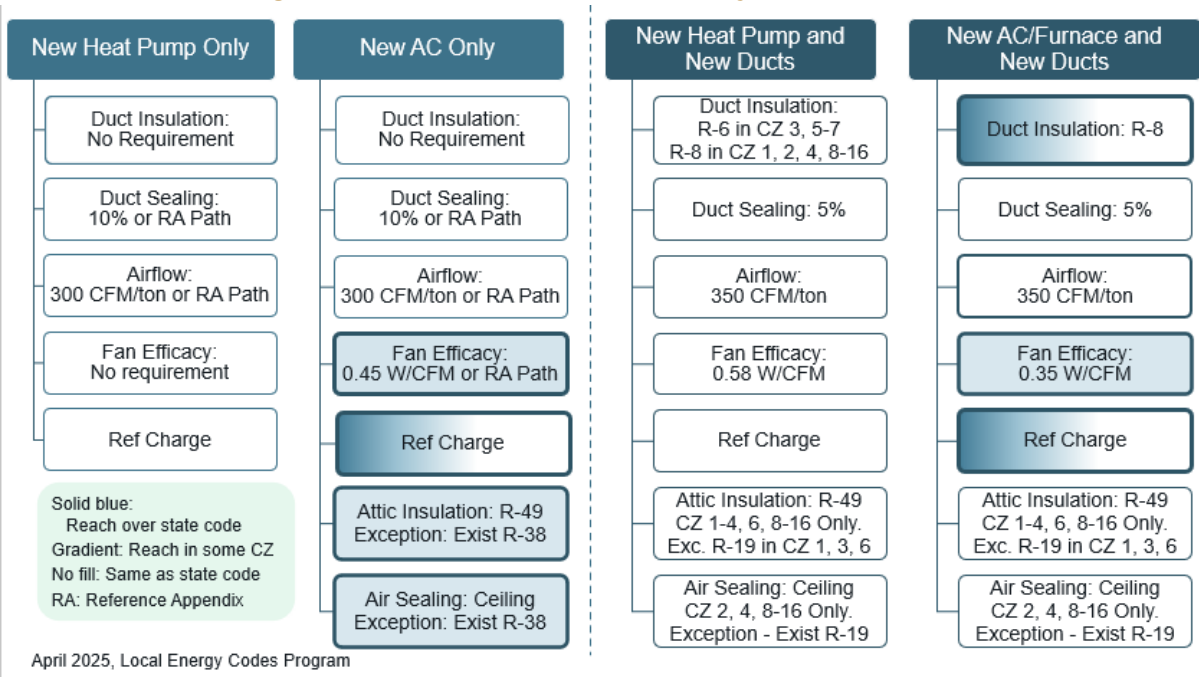 New Heat Pump Only
Duct Insulation:
No Requirement
Duct Sealing:
10% or RA Path
Airflow:
300 CFM/ton or RA Path
Fan Efficacy:
No requirement
Ref Charge
Solid blue:
Reach over state code
Gradient: Reach in some CZ
No fill: Same as state code
RA: Reference Appendix
New AC Only
Duct Insulation:
No Requirement
Duct Sealing:
10% or RA Path
Airflow:
300 CFM/ton or RA Path
Fan Efficacy:
0.45 W/CFM or RA Path
Ref Charge
Attic Insulation: R-49
Exception: Exist R-38
Air Sealing: Ceiling
Exception: Exist R-38
New Heat Pump and
New Ducts
Duct Insulation:
R-6 in CZ 3, 5-7
R-8 in CZ 1, 2, 4, 8-16
Duct Sealing: 5%
Airflow:
350 CFM/ton
Fan Efficacy:
0.58 W/CFM
Ref Charge
Attic Insulation: R-49
CZ 1-4, 6, 8-16 Only.
Exc. R-19 in CZ 1, 3, 6
Air Sealing: Ceiling
CZ 2, 4, 8-16 Only.
Exception - Exist R-19
New AC/Furnace and
New Ducts
Duct Insulation: R-8
Duct Sealing: 5%
Airflow:
350 CFM/ton
Fan Efficacy:
0.35 W/CFM
Ref Charge
Attic Insulation: R-49
CZ 1-4, 6, 8-16 Only.
Exc. R-19 in CZ 1, 3, 6
Air Sealing: Ceiling
CZ 2, 4, 8-16 Only.
Exception - Exist R-19
April 2025, Local Energy Codes Program